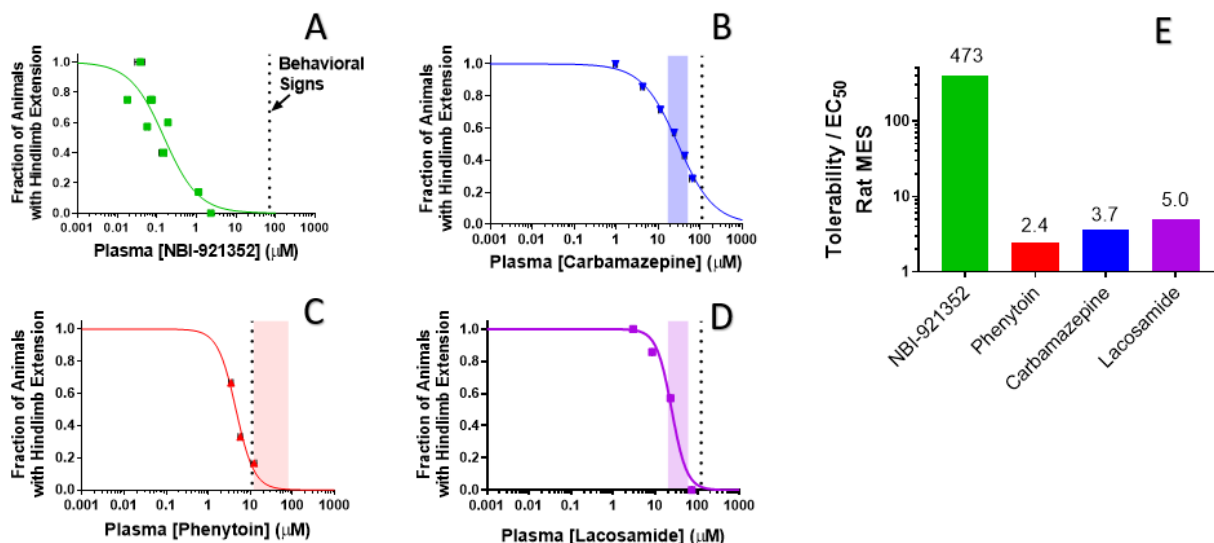 A
Fraction of Animals
with Hindlimb Extension
1.0
0.8
0.6
0.4
0.2
0.0
Behavioral
Signs
0.001 0.01 0.1 1 10 100 1000
Plasma [NBI-921352] (μM)
B
Fraction of Animals
with Hindlimb Extension
1.0
0.8
0.6
0.4
0.2
0.0
0.001 0.01 0.1 1 10 100 1000
Plasma [Carbamazepine] (μM)
C
Fraction of Animals
with Hindlimb Extension
1.0
0.8
0.6
0.4
0.2
0.0
0.001 0.01 0.1 1 10 100 1000
Plasma [Phenytoin] (μM)
D
Fraction of Animals
with Hindlimb Extension
1.0
0.8
0.6
0.4
0.2
0.0
0.001 0.01 0.1 1 10 100 1000
Plasma [Lacosamide] (μM)
E
Tolerability / EC50
Rat MES
100
10
1
473
2.4
3.7
5.0
NBI-921352
Phenytoin
Carbamazepine
Lacosamide